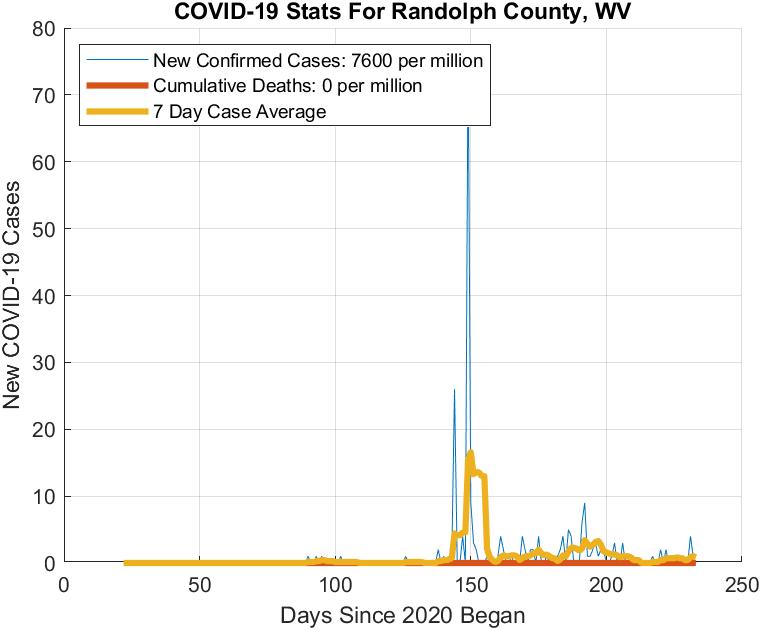 COVID-19 Stats For Randolph County, WV
New Confirmed Cases: 7600 per million
Cumulative Deaths: 0 per million
7 Day Case Average
New COVID-19 Cases
80
70
60
50
40
30
20
10
0
0 50 100 150 200 250
Days Since 2020 Began